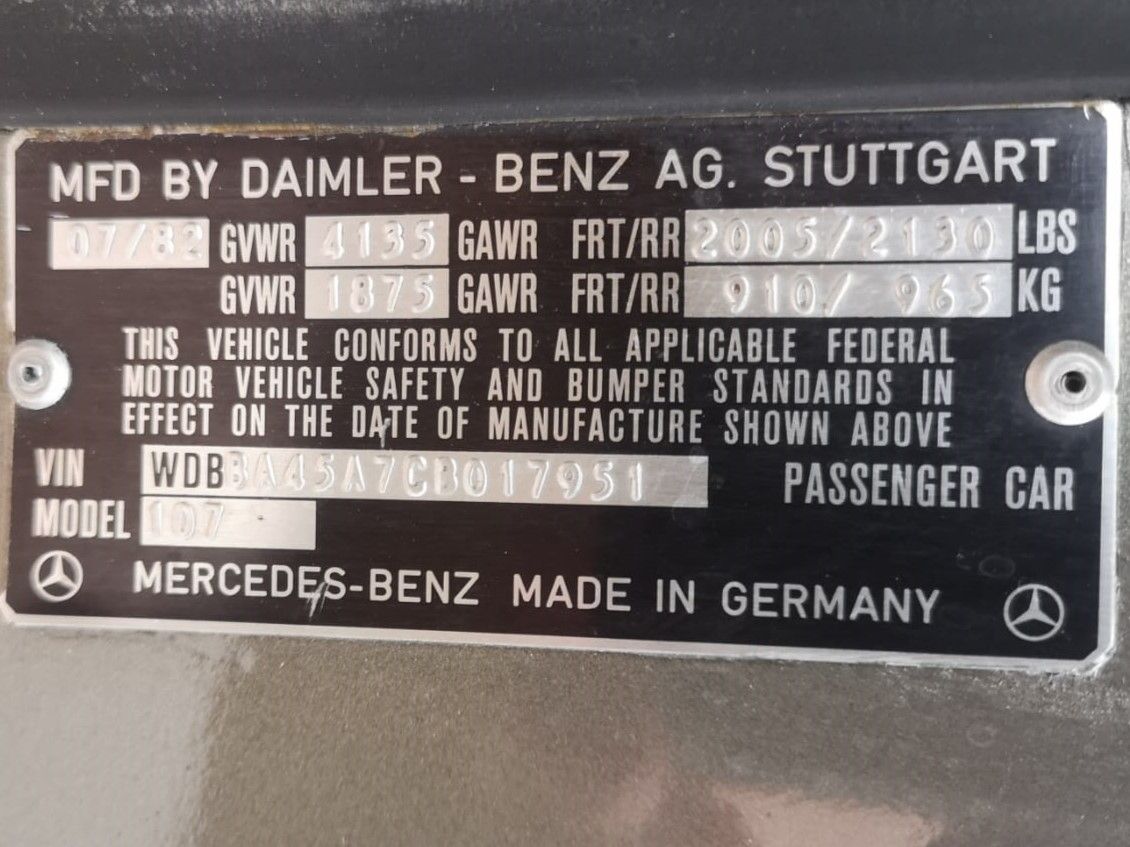 MFD BY DAIMLER - BENZ AG. STUTTGART
07/82 GVWR 4135 GAWR FRT/RR 2005/2130 LBS
GVWR 1875 GAWR FRT/RR 910/ 965 KG
THIS VEHICLE CONFORMS TO ALL APPLICABLE FEDERAL
MOTOR VEHICLE SAFETY AND BUMPER STANDARDS IN
EFFECT ON THE DATE OF MANUFACTURE SHOWN ABOVE
VIN WDBBA45A7CB017951 PASSENGER CAR
MODEL 107
MERCEDES-BENZ MADE IN GERMANY